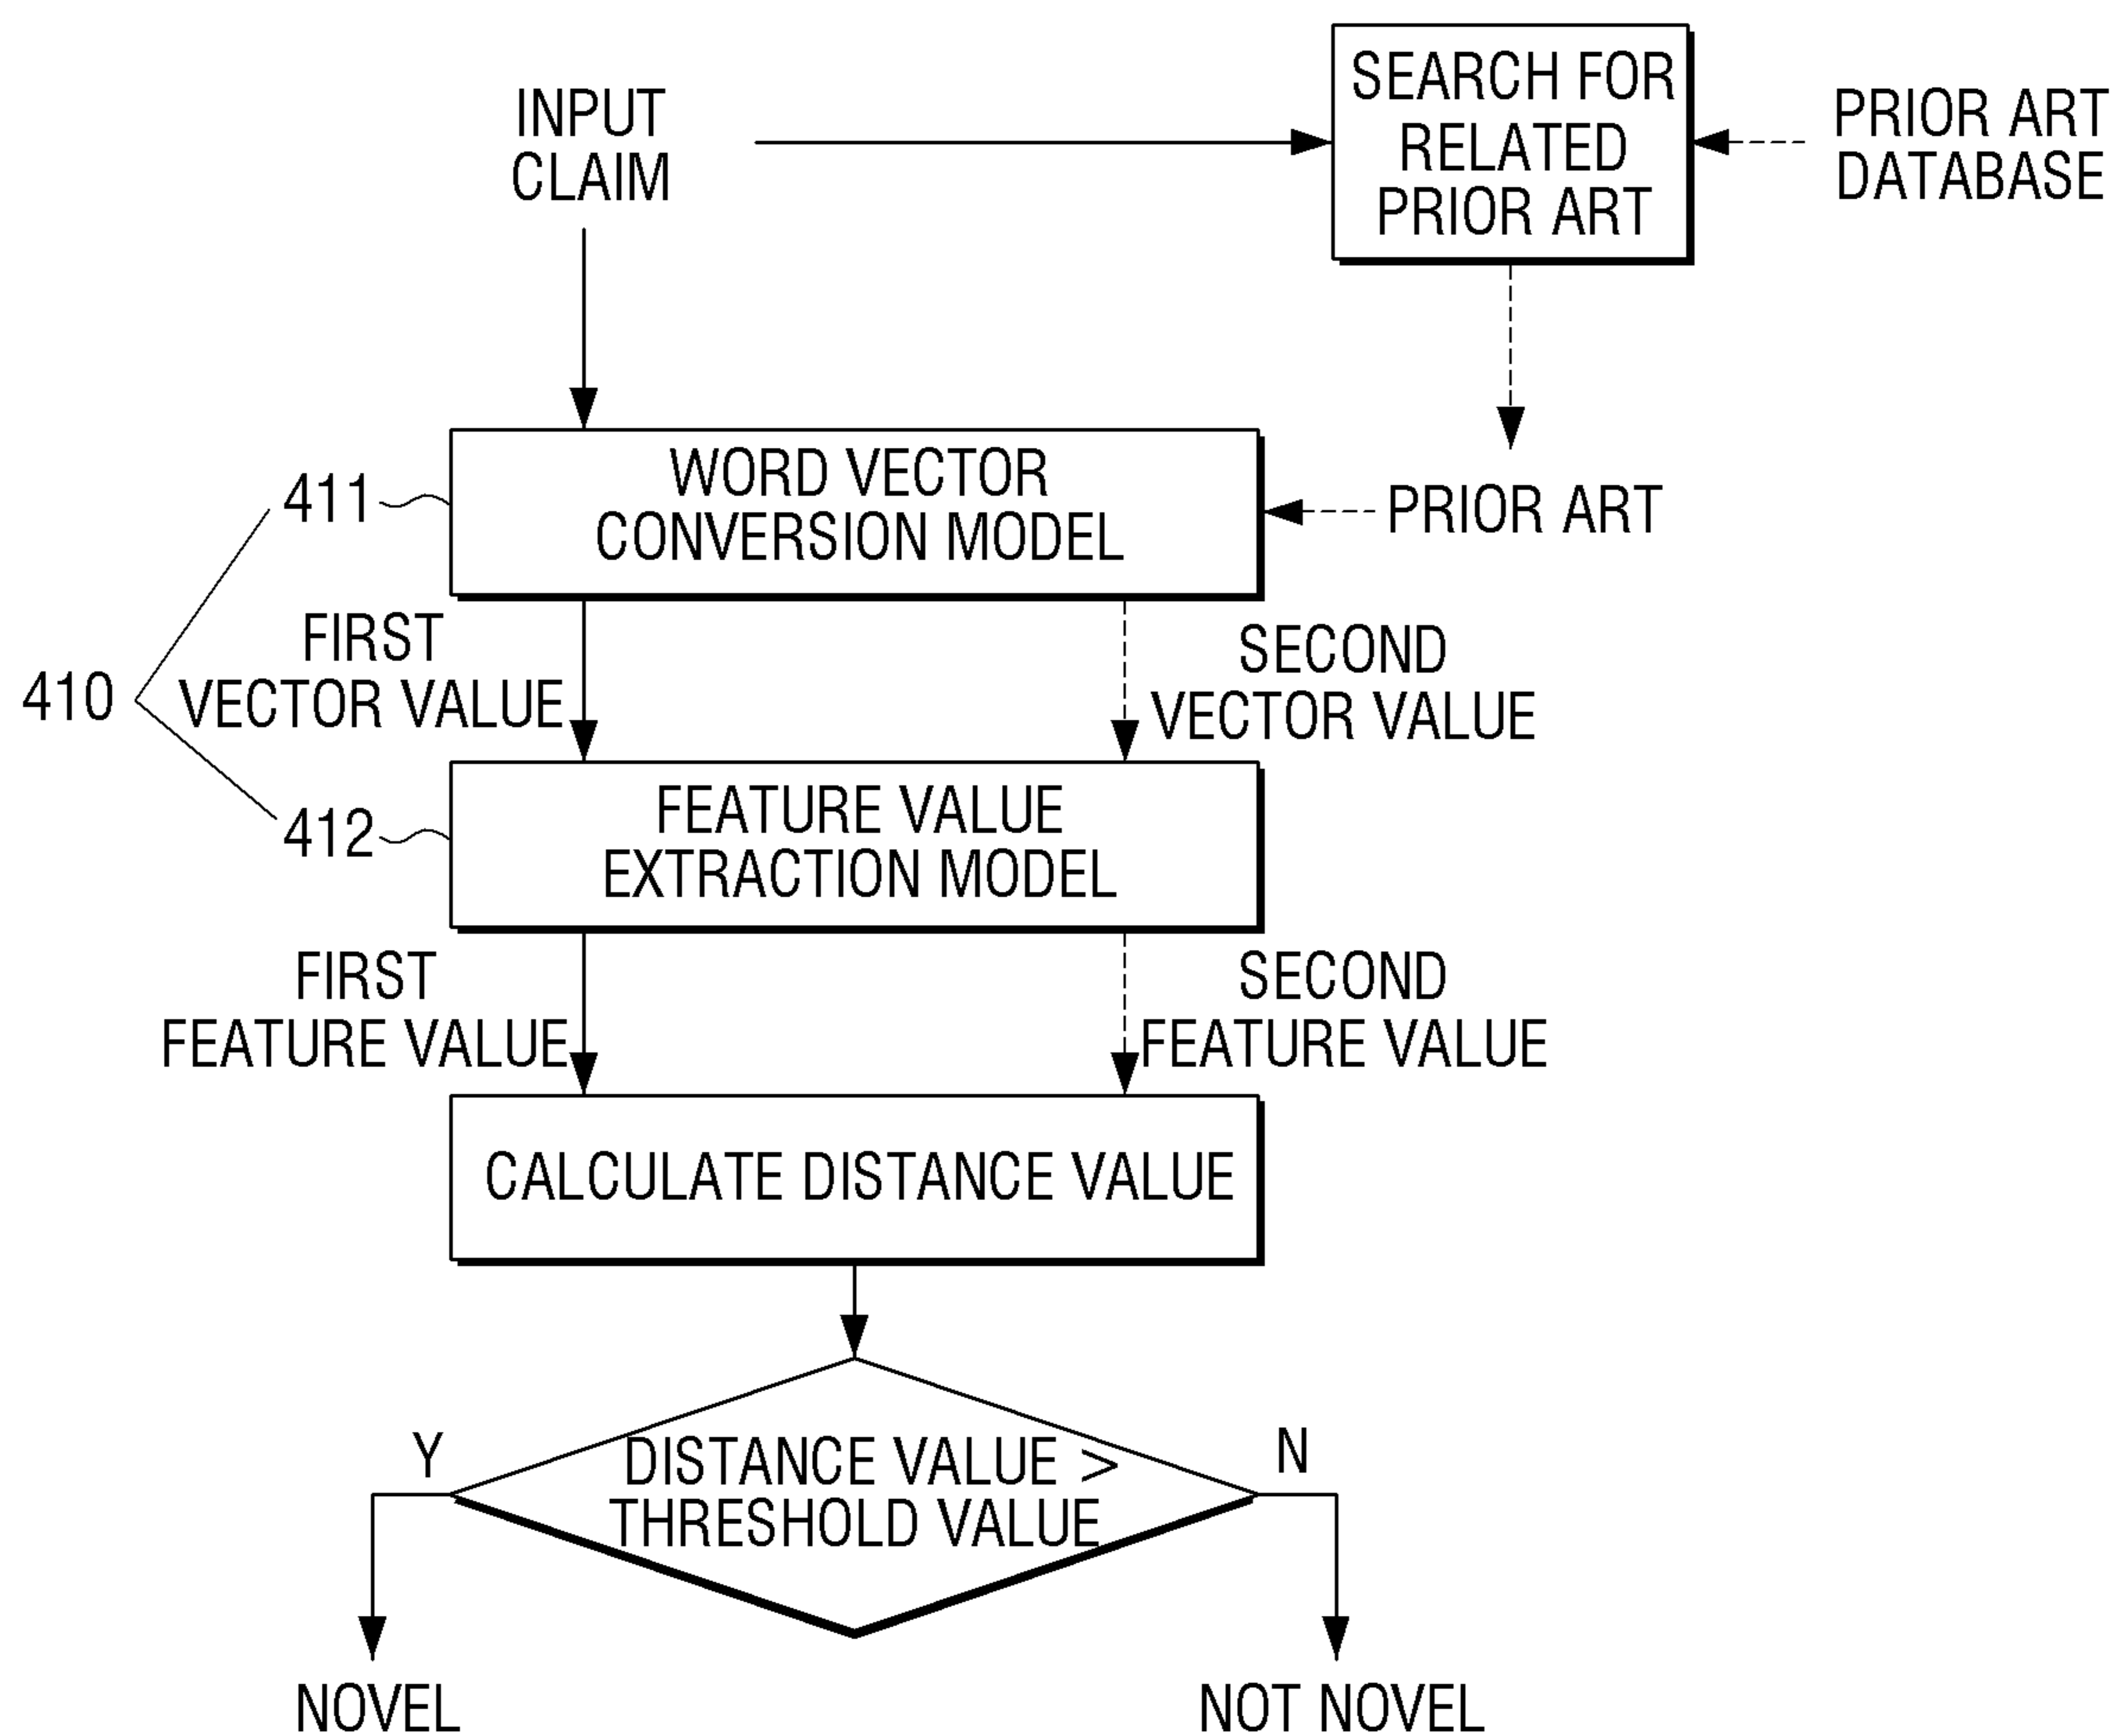 INPUT
CLAIM
SEARCH FOR
RELATED
PRIOR ART
PRIOR ART
DATABASE
411
WORD VECTOR
CONVERSION MODEL
PRIOR ART
410
FIRST
VECTOR VALUE
SECOND
VECTOR VALUE
412
FEATURE VALUE
EXTRACTION MODEL
FIRST
FEATURE VALUE
SECOND
FEATURE VALUE
CALCULATE DISTANCE VALUE
Y
DISTANCE VALUE >
THRESHOLD VALUE
N
NOVEL
NOT NOVEL